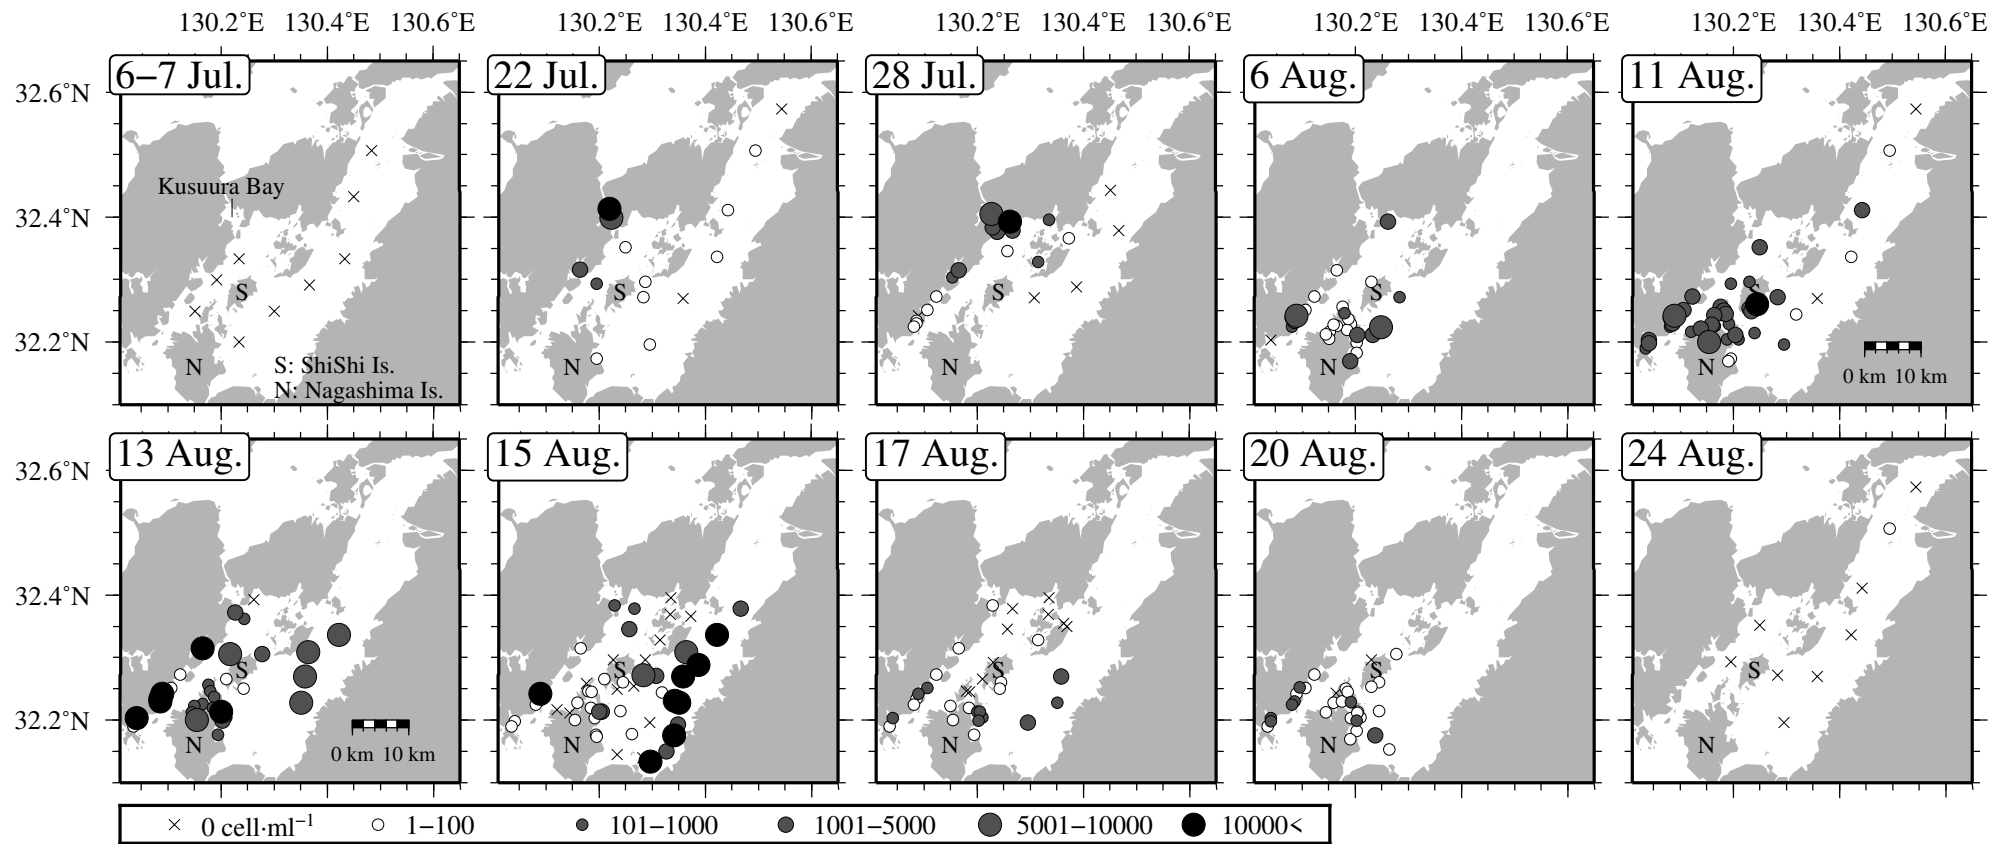 130.2°E 130.4°E 130.6°E 130.2°E 130.4°E 130.6°E 130.2°E 130.4°E 130.6°E 130.2°E 130.4°E 130.6°E 130.2°E 130.4°E 130.6°E
6–7 Jul. 22 Jul. 28 Jul. 6 Aug. 11 Aug.
32.6°N
Kusuura Bay
32.4°N
S S S S S
32.2°N
N N N N N
S: ShiShi Is.
N: Nagashima Is.
0 km 10 km
13 Aug. 15 Aug. 17 Aug. 20 Aug. 24 Aug.
32.6°N
32.4°N
S S S S S
32.2°N
N N N N N
0 km 10 km
0 cell·ml⁻¹ 1–100 101–1000 1001–5000 5001–10000 10000<